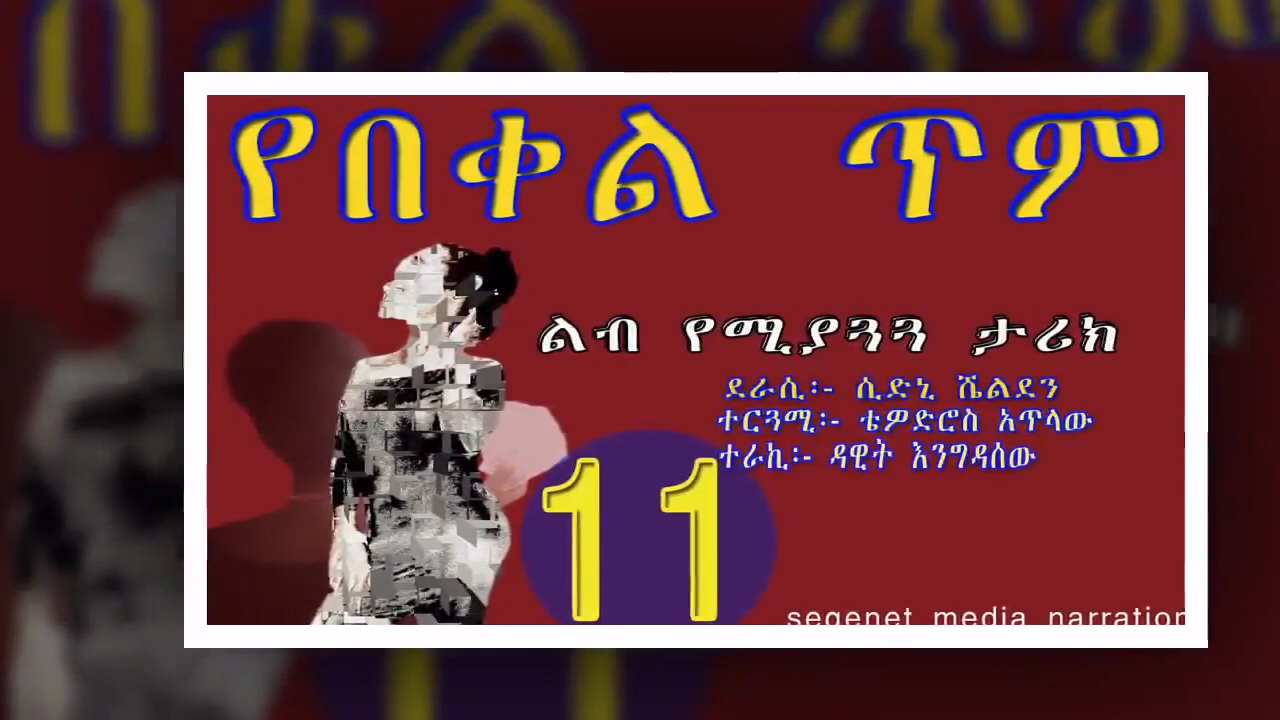 የበቀል ጥም
ልብ የሚያጓጓ ታሪክ
ደራሲ፡- ሲድኒ ሼልደን
ተርጓሚ፡- ቴዎድሮስ አጥላው
ተራኪ፡- ዳዊት እንግዳሰው
11
segenet media narration